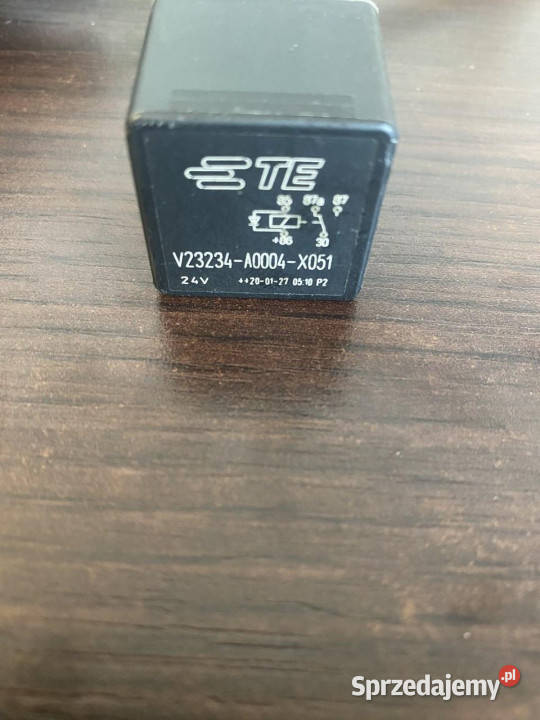 TE
85 87a 87
+86 30
V23234-A0004-X051
24V ++20-01-27 05:10 P2
Sprzedajemy.pl